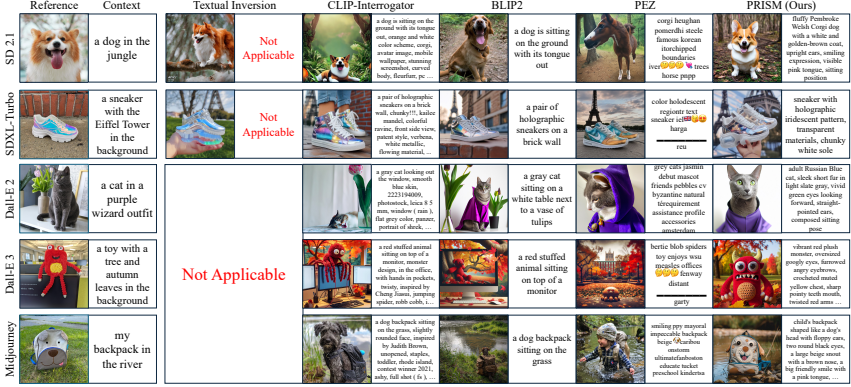 Reference
Context
Textual Inversion
CLIP-Interrogator
BLIP2
PEZ
PRISM (Ours)
SD 2.1
a dog in the
jungle
Not
Applicable
a dog is sitting on the
ground with its tongue
out, orange and white
color scheme, corgi,
avatar image, mobile
wallpaper, stunning
screenshot, curved
body, fleurfurr, pc ...
a dog is sitting
on the ground
with its tongue
out
corgi heughan
pomerdhi steele
famous korean
itorchipped
boundaries
iver🤣🤣🤣 💘 trees
horse pnpp
fluffy Pembroke
Welsh Corgi dog
with a white and
golden-brown coat,
upright ears, smiling
expression, visible
pink tongue, sitting
position
SDXL-Turbo
a sneaker
with the
Eiffel Tower
in the
background
Not
Applicable
a pair of holographic
sneakers on a brick
wall, chunky!!!, kailee
mandel, colorful
ravine, front side view,
patent style, verbena,
white metallic,
flowing material, ...
a pair of
holographic
sneakers on a
brick wall
color holodescent
regiontr text
sneaker iel🇬🇧😘😍
harga
reu
sneaker with
holographic
iridescent pattern,
transparent
materials, chunky
white sole
Dall-E 2
a cat in a
purple
wizard outfit
Not Applicable
a gray cat looking out
the window, smooth
blue skin,
2223194009,
photostock, leica 8 5
mm, window ( rain ),
flat grey color, panzer,
portrait of shrek, ...
a gray cat
sitting on a
white table next
to a vase of
tulips
grey cats jasmin
debut mascot
friends pebbles cv
byzantine natural
térequirement
assistance profile
accessories
amsterdam
adult Russian Blue
cat, sleek short fur in
light slate gray, vivid
green eyes looking
forward, straight-
pointed ears,
composed sitting
pose
Dall-E 3
a toy with a
tree and
autumn
leaves in the
background
a red stuffed animal
sitting on top of a
monitor, monster
design, in the office,
with hands in pockets,
twisty, inspired by
Cheng Jiasui, jumping
spider, robb cobb, i...
a red stuffed
animal sitting
on top of a
monitor
bertie blob spiders
toy enjoys wsu
measles offices
🤣🤣🤣 fenway
distant
garty
vibrant red plush
monster, oversized
googly eyes, furrowed
angry eyebrows,
crocheted muted
yellow chest, sharp
pointy teeth mouth,
twisted red arms ...
Midjourney
my
backpack in
the river
a dog backpack sitting
on the grass, slightly
rounded face, inspired
by Judith Brown,
unopened, staples,
toddler, rhode island,
contest winner 2021,
ashy, full shot ( fs ), ...
a dog backpack
sitting on the
grass
smiling ppy mayoral
impeccable backpack
beige 🐶caribou
onstorm
ultimatefanboston
educate tucket
preschool kindertsa
child's backpack
shaped like a dog's
head with floppy ears,
two round black eyes,
a large beige snout
with a brown nose, a
big friendly smile with
a pink tongue, ...